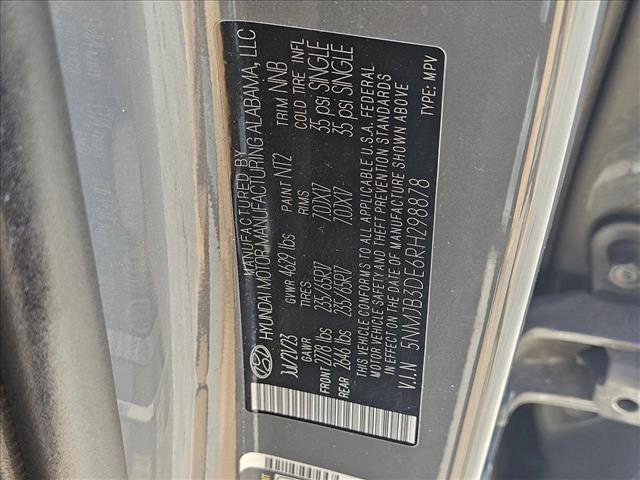 MANUFACTURED BY
HYUNDAI MOTOR MANUFACTURING ALABAMA, LLC
JUL/21/23 GVWR 4629 lbs PAINT NT2 TRIM NNB
GAWR TIRES RIMS COLD TIRE INFL
FRONT 2778 lbs 235/65R17 7.0JX17 35 psi SINGLE
REAR 2646 lbs 235/65R17 7.0JX17 35 psi SINGLE
THIS VEHICLE CONFORMS TO ALL APPLICABLE U.S.A. FEDERAL
MOTOR VEHICLE SAFETY AND THEFT PREVENTION STANDARDS
IN EFFECT ON THE DATE OF MANUFACTURE SHOWN ABOVE
V.I.N 5NMJB3DE6RH298878 TYPE: MPV